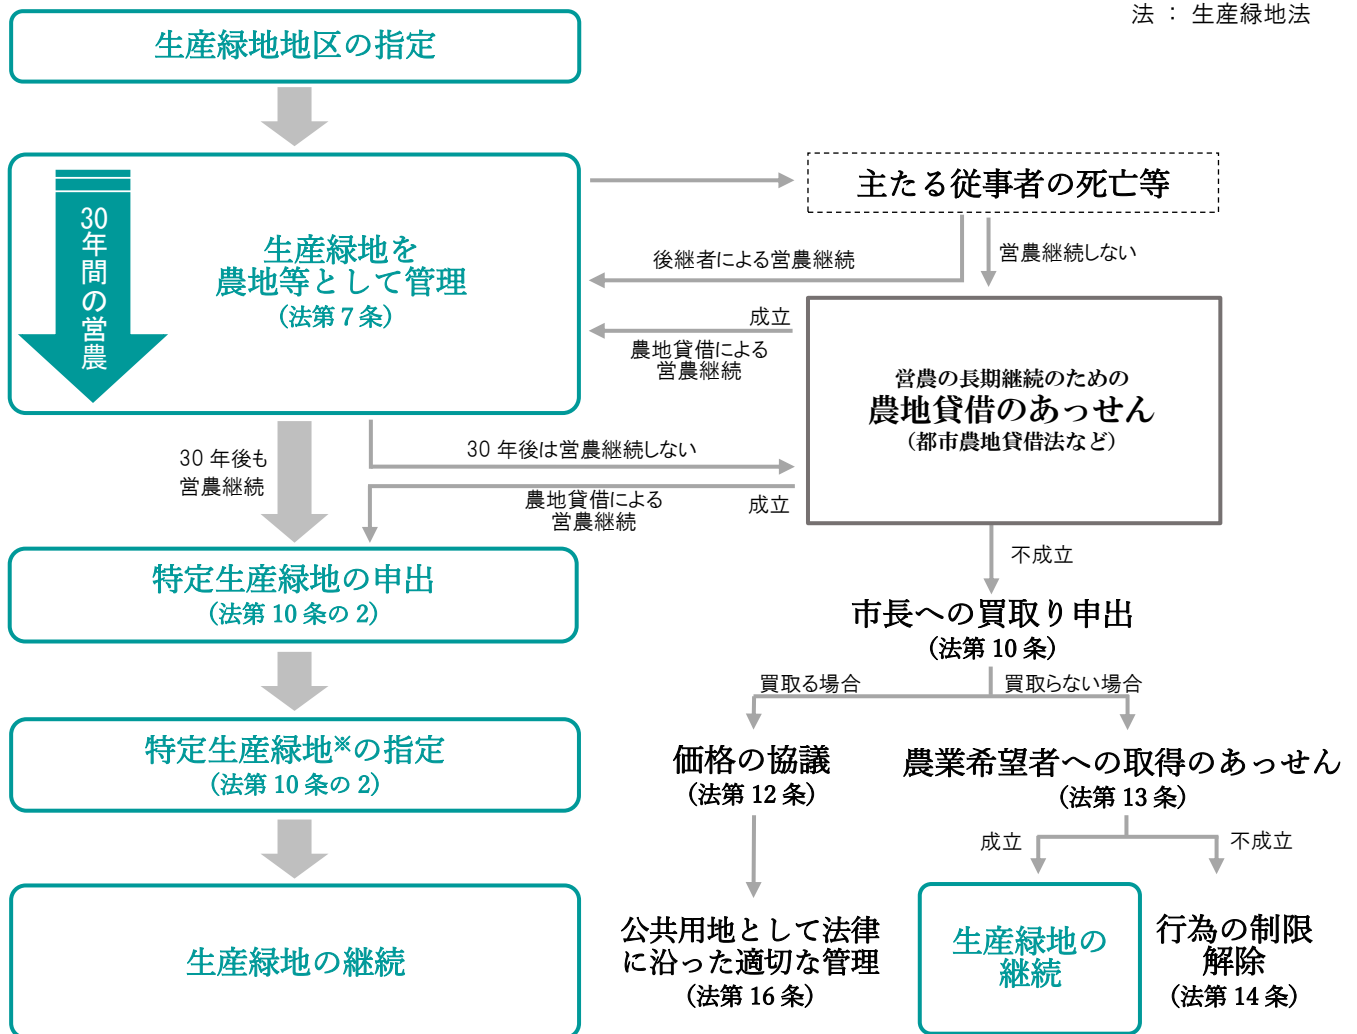 法 ： 生産緑地法
生産緑地地区の指定
30年間の営農
生産緑地を
農地等として管理
（法第７条）
主たる従事者の死亡等
後継者による営農継続
営農継続しない
成立
農地貸借による
営農継続
営農の長期継続のための
農地貸借のあっせん
（都市農地貸借法など）
30 年後も
営農継続
30 年後は営農継続しない
農地貸借による
営農継続
成立
不成立
特定生産緑地の申出
（法第 10 条の 2）
市長への買取り申出
（法第 10 条）
買取る場合
買取らない場合
特定生産緑地※の指定
（法第 10 条の 2）
価格の協議
（法第 12 条）
農業希望者への取得のあっせん
（法第 13 条）
成立
不成立
生産緑地の継続
公共用地として法律
に沿った適切な管理
（法第 16 条）
生産緑地の
継続
行為の制限
解除
（法第 14 条）